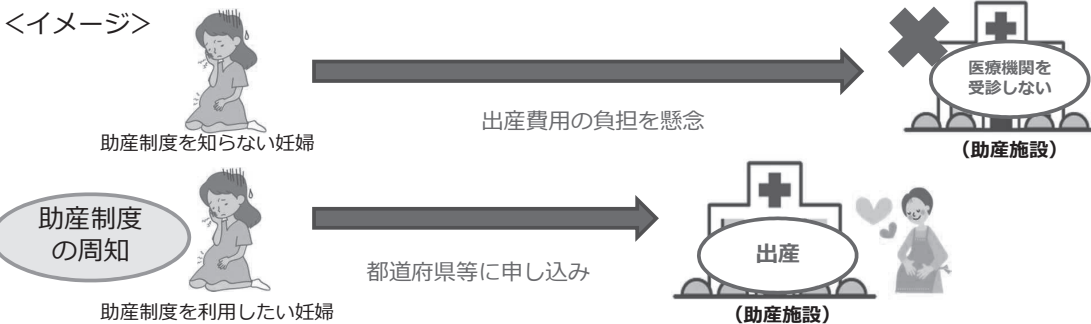 <イメージ>
医療機関を
受診しない
出産費用の負担を懸念
助産制度を知らない妊婦
(助産施設)
助産制度
の周知
出産
都道府県等に申し込み
助産制度を利用したい妊婦
(助産施設)